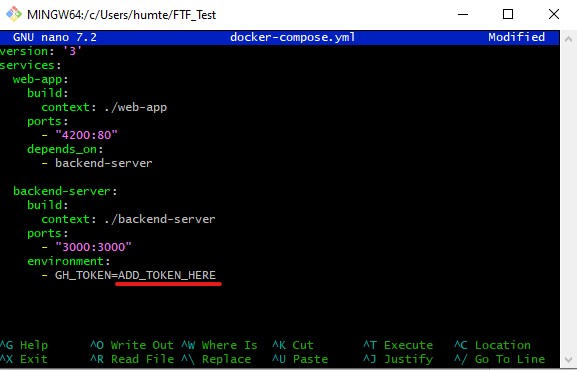 MINGW64:/c/Users/humte/FTF_Test
GNU nano 7.2 docker-compose.yml Modified
version: '3'
services:
  web-app:
    build:
      context: ./web-app
    ports:
      - "4200:80"
    depends_on:
      - backend-server
  backend-server:
    build:
      context: ./backend-server
    ports:
      - "3000:3000"
    environment:
      - GH_TOKEN=ADD_TOKEN_HERE
^G Help ^O Write Out ^W Where Is ^K Cut ^T Execute ^C Location
^X Exit ^R Read File ^\ Replace ^U Paste ^J Justify ^/ Go To Line